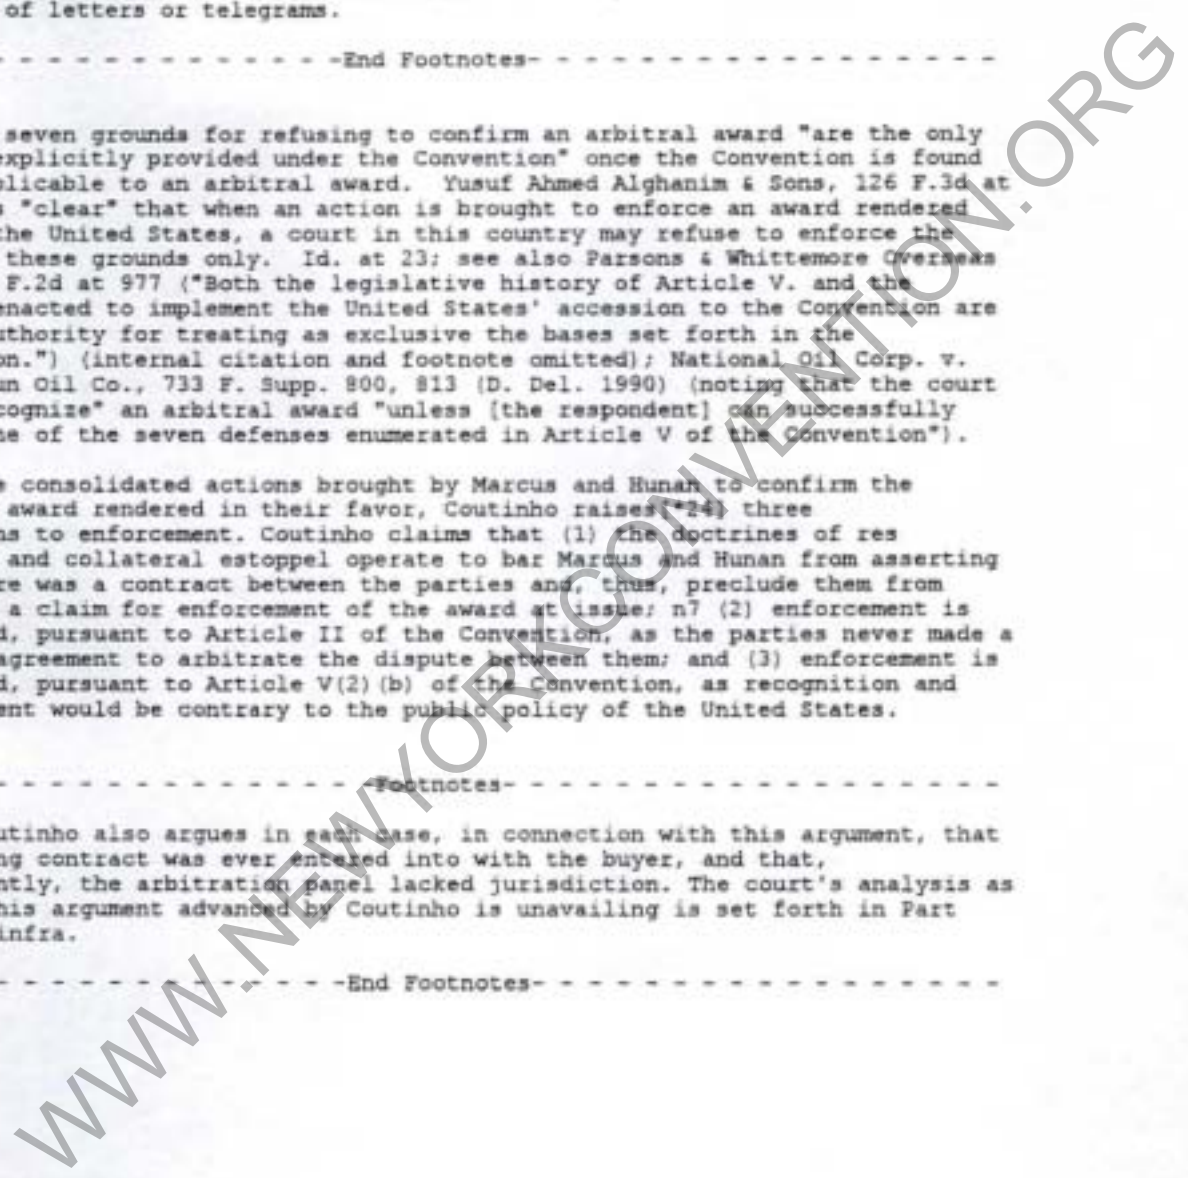 of letters or telegrams.
- - - - - - - - - - - - - -End Footnotes- - - - - - - - - - - - - - - - -
seven grounds for refusing to confirm an arbitral award "are the only
explicitly provided under the Convention" once the Convention is found
plicable to an arbitral award. Yusuf Ahmed Alghanim & Sons, 126 F.3d at
s "clear" that when an action is brought to enforce an award rendered
the United States, a court in this country may refuse to enforce the
these grounds only. Id. at 23; see also Parsons & Whittemore Overseas
F.2d at 977 ("Both the legislative history of Article V. and the
enacted to implement the United States' accession to the Convention are
uthority for treating as exclusive the bases set forth in the
on.") (internal citation and footnote omitted); National Oil Corp. v.
un Oil Co., 733 F. Supp. 800, 813 (D. Del. 1990) (noting that the court
cognize" an arbitral award "unless [the respondent] can successfully
ne of the seven defenses enumerated in Article V of the Convention").
e consolidated actions brought by Marcus and Hunan to confirm the
award rendered in their favor, Coutinho raises[*24] three
ns to enforcement. Coutinho claims that (1) the doctrines of res
and collateral estoppel operate to bar Marcus and Hunan from asserting
re was a contract between the parties and, thus, preclude them from
a claim for enforcement of the award at issue; n7 (2) enforcement is
d, pursuant to Article II of the Convention, as the parties never made a
agreement to arbitrate the dispute between them; and (3) enforcement is
d, pursuant to Article V(2)(b) of the Convention, as recognition and
ent would be contrary to the public policy of the United States.
- - - - - - - - - - - - - - -Footnotes- - - - - - - - - - - - - - - - - -
utinho also argues in each case, in connection with this argument, that
ng contract was ever entered into with the buyer, and that,
ntly, the arbitration panel lacked jurisdiction. The court's analysis as
his argument advanced by Coutinho is unavailing is set forth in Part
infra.
- - - - - - - - - - - - - -End Footnotes- - - - - - - - - - - - - - - - -
WWW.NEWYORKCONVENTION.ORG